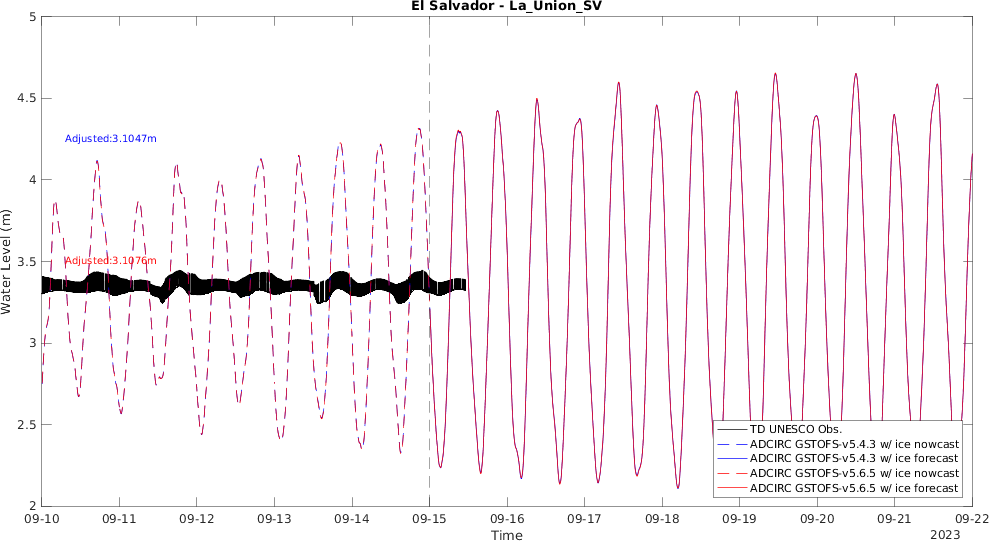 El Salvador - La_Union_SV
5
4.5
4
3.5
3
2.5
2
Water Level (m)
Adjusted:3.1047m
Adjusted:3.1076m
TD UNESCO Obs.
ADCIRC GSTOFS-v5.4.3 w/ ice nowcast
ADCIRC GSTOFS-v5.4.3 w/ ice forecast
ADCIRC GSTOFS-v5.6.5 w/ ice nowcast
ADCIRC GSTOFS-v5.6.5 w/ ice forecast
09-10 09-11 09-12 09-13 09-14 09-15 09-16 09-17 09-18 09-19 09-20 09-21 09-22
Time
2023